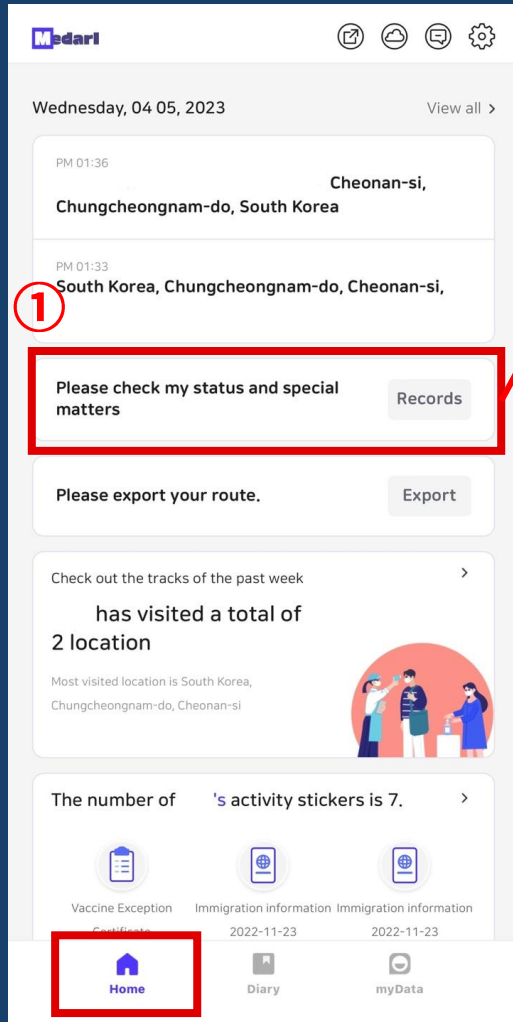 Medarl
Wednesday, 04 05, 2023
View all >
PM 01:36
Cheonan-si,
Chungcheongnam-do, South Korea
PM 01:33
South Korea, Chungcheongnam-do, Cheonan-si,
①
Please check my status and special
matters
Records
Please export your route.
Export
Check out the tracks of the past week
has visited a total of
2 location
Most visited location is South Korea,
Chungcheongnam-do, Cheonan-si
The number of 's activity stickers is 7.
Vaccine Exception
Certificate
Immigration information
2022-11-23
Immigration information
2022-11-23
Home
Diary
myData